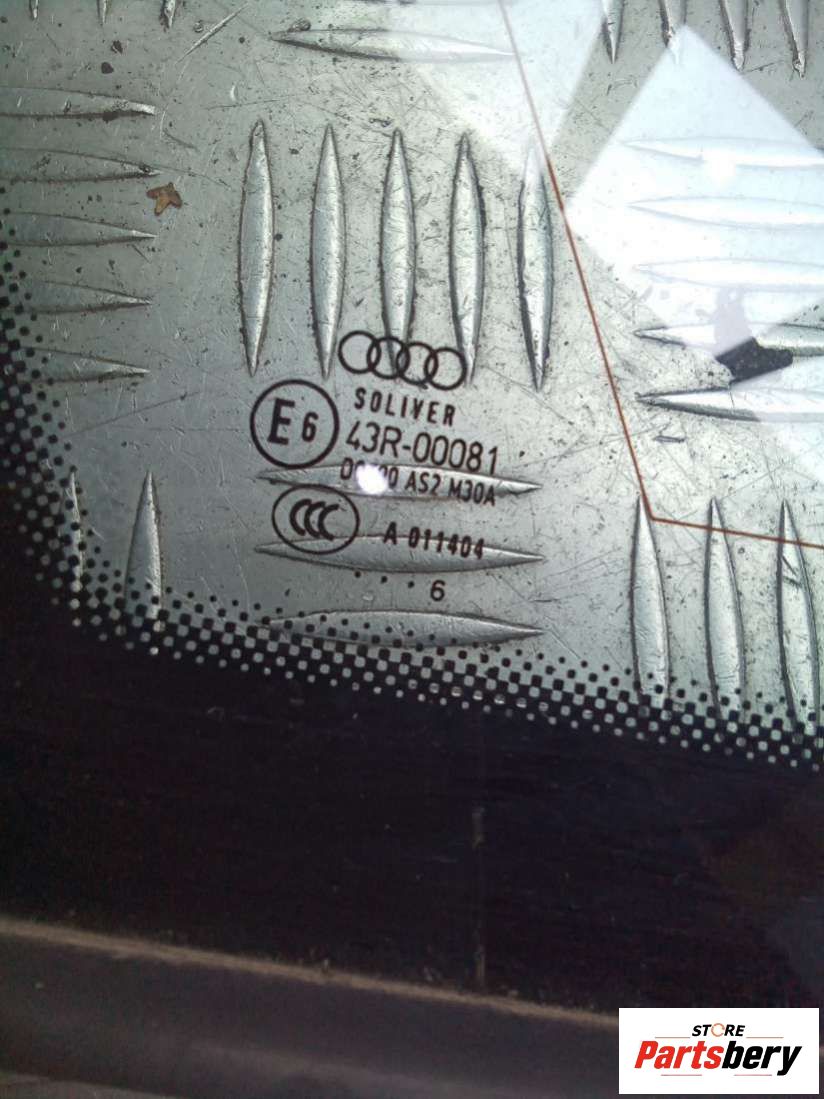 SOLIVER
E6
43R-00081
AS2 M30A
CCC
A 011404
. . . . 6
STORE
Partsbery